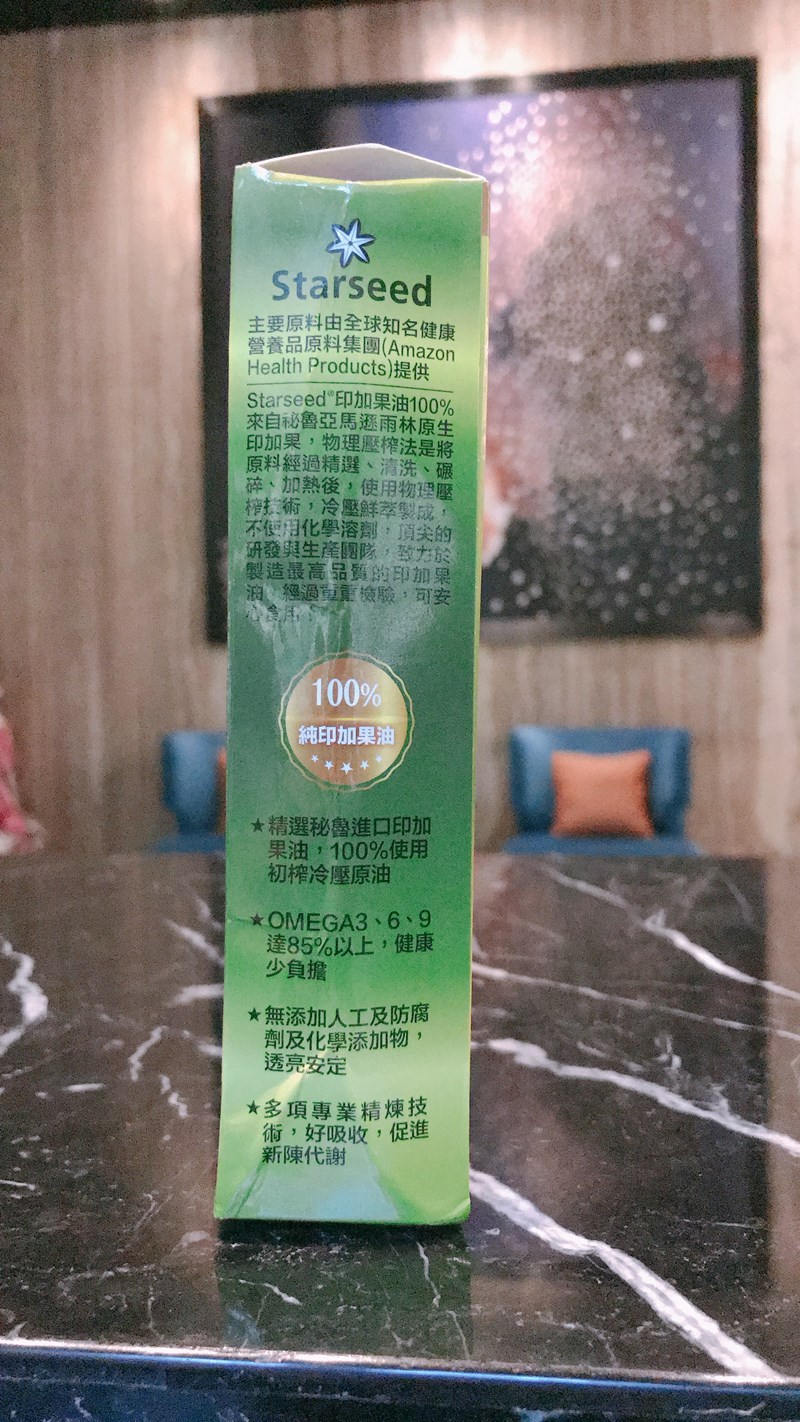 Starseed
主要原料由全球知名健康
營養品原料集團(Amazon
Health Products)提供
Starseed®印加果油100%
來自祕魯亞馬遜雨林原生
印加果，物理壓榨法是將
原料經過精選、清洗、碾
碎、加熱後，使用物理壓
榨技術，冷壓鮮萃製成，
不使用化學溶劑，頂尖的
研發與生產團隊，致力於
製造最高品質的印加果
油，經過重重檢驗，可安
心食用。
100%
純印加果油
★精選秘魯進口印加
果油，100%使用
初榨冷壓原油
★OMEGA3、6、9
達85%以上，健康
少負擔
★無添加人工及防腐
劑及化學添加物，
透亮安定
★多項專業精煉技
術，好吸收，促進
新陳代謝